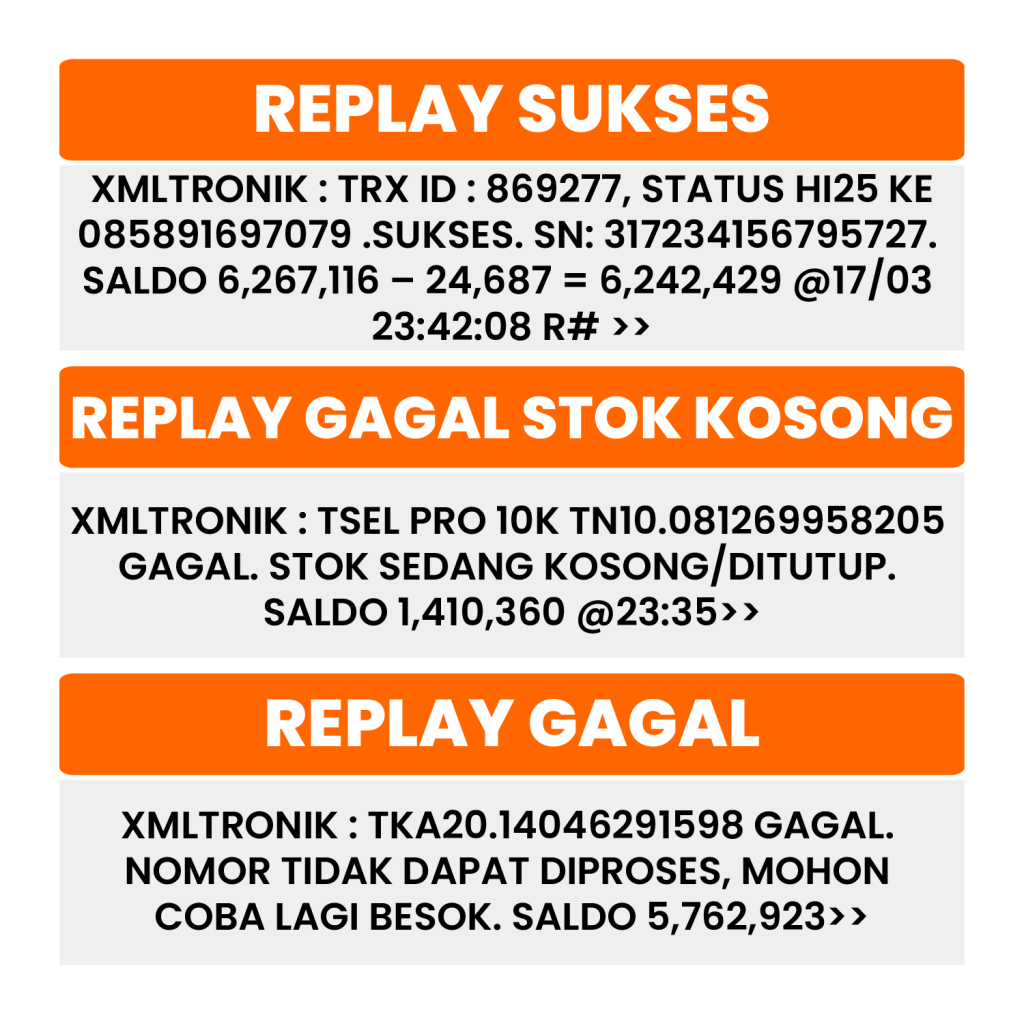 REPLAY SUKSES
XMLTRONIK : TRX ID : 869277, STATUS HI25 KE
085891697079 .SUKSES. SN: 317234156795727.
SALDO 6,267,116 – 24,687 = 6,242,429 @17/03
23:42:08 R# >>
REPLAY GAGAL STOK KOSONG
XMLTRONIK : TSEL PRO 10K TN10.081269958205
GAGAL. STOK SEDANG KOSONG/DITUTUP.
SALDO 1,410,360 @23:35>>
REPLAY GAGAL
XMLTRONIK : TKA20.14046291598 GAGAL.
NOMOR TIDAK DAPAT DIPROSES, MOHON
COBA LAGI BESOK. SALDO 5,762,923>>